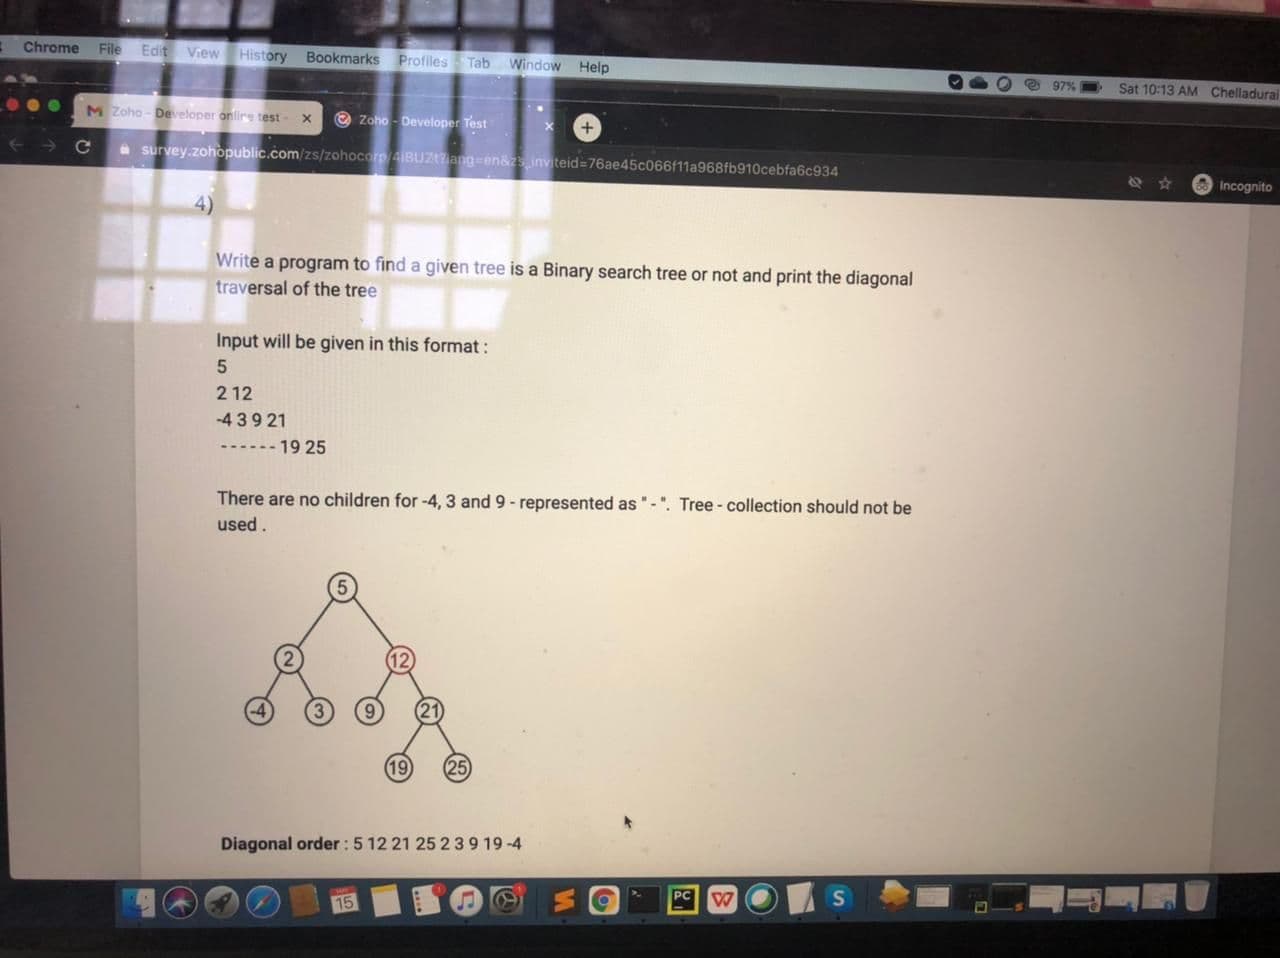 Chrome File Edit View History Bookmarks Profiles Tab Window Help
97% Sat 10:13 AM Chelladurai
Zoho - Developer online test - x Zoho - Developer Test x +
survey.zohopublic.com/zs/zohocorp/4IBUZt?lang=en&zs_inviteid=76ae45c066f11a968fb910cebfa6c934
Incognito
4)
Write a program to find a given tree is a Binary search tree or not and print the diagonal
traversal of the tree
Input will be given in this format :
5
2 12
-4 3 9 21
- - - - - - 19 25
There are no children for -4, 3 and 9 - represented as " - ". Tree - collection should not be
used .
5
2 12
-4 3 9 21
19 25
Diagonal order : 5 12 21 25 2 3 9 19 -4
15 1 1 PC W S